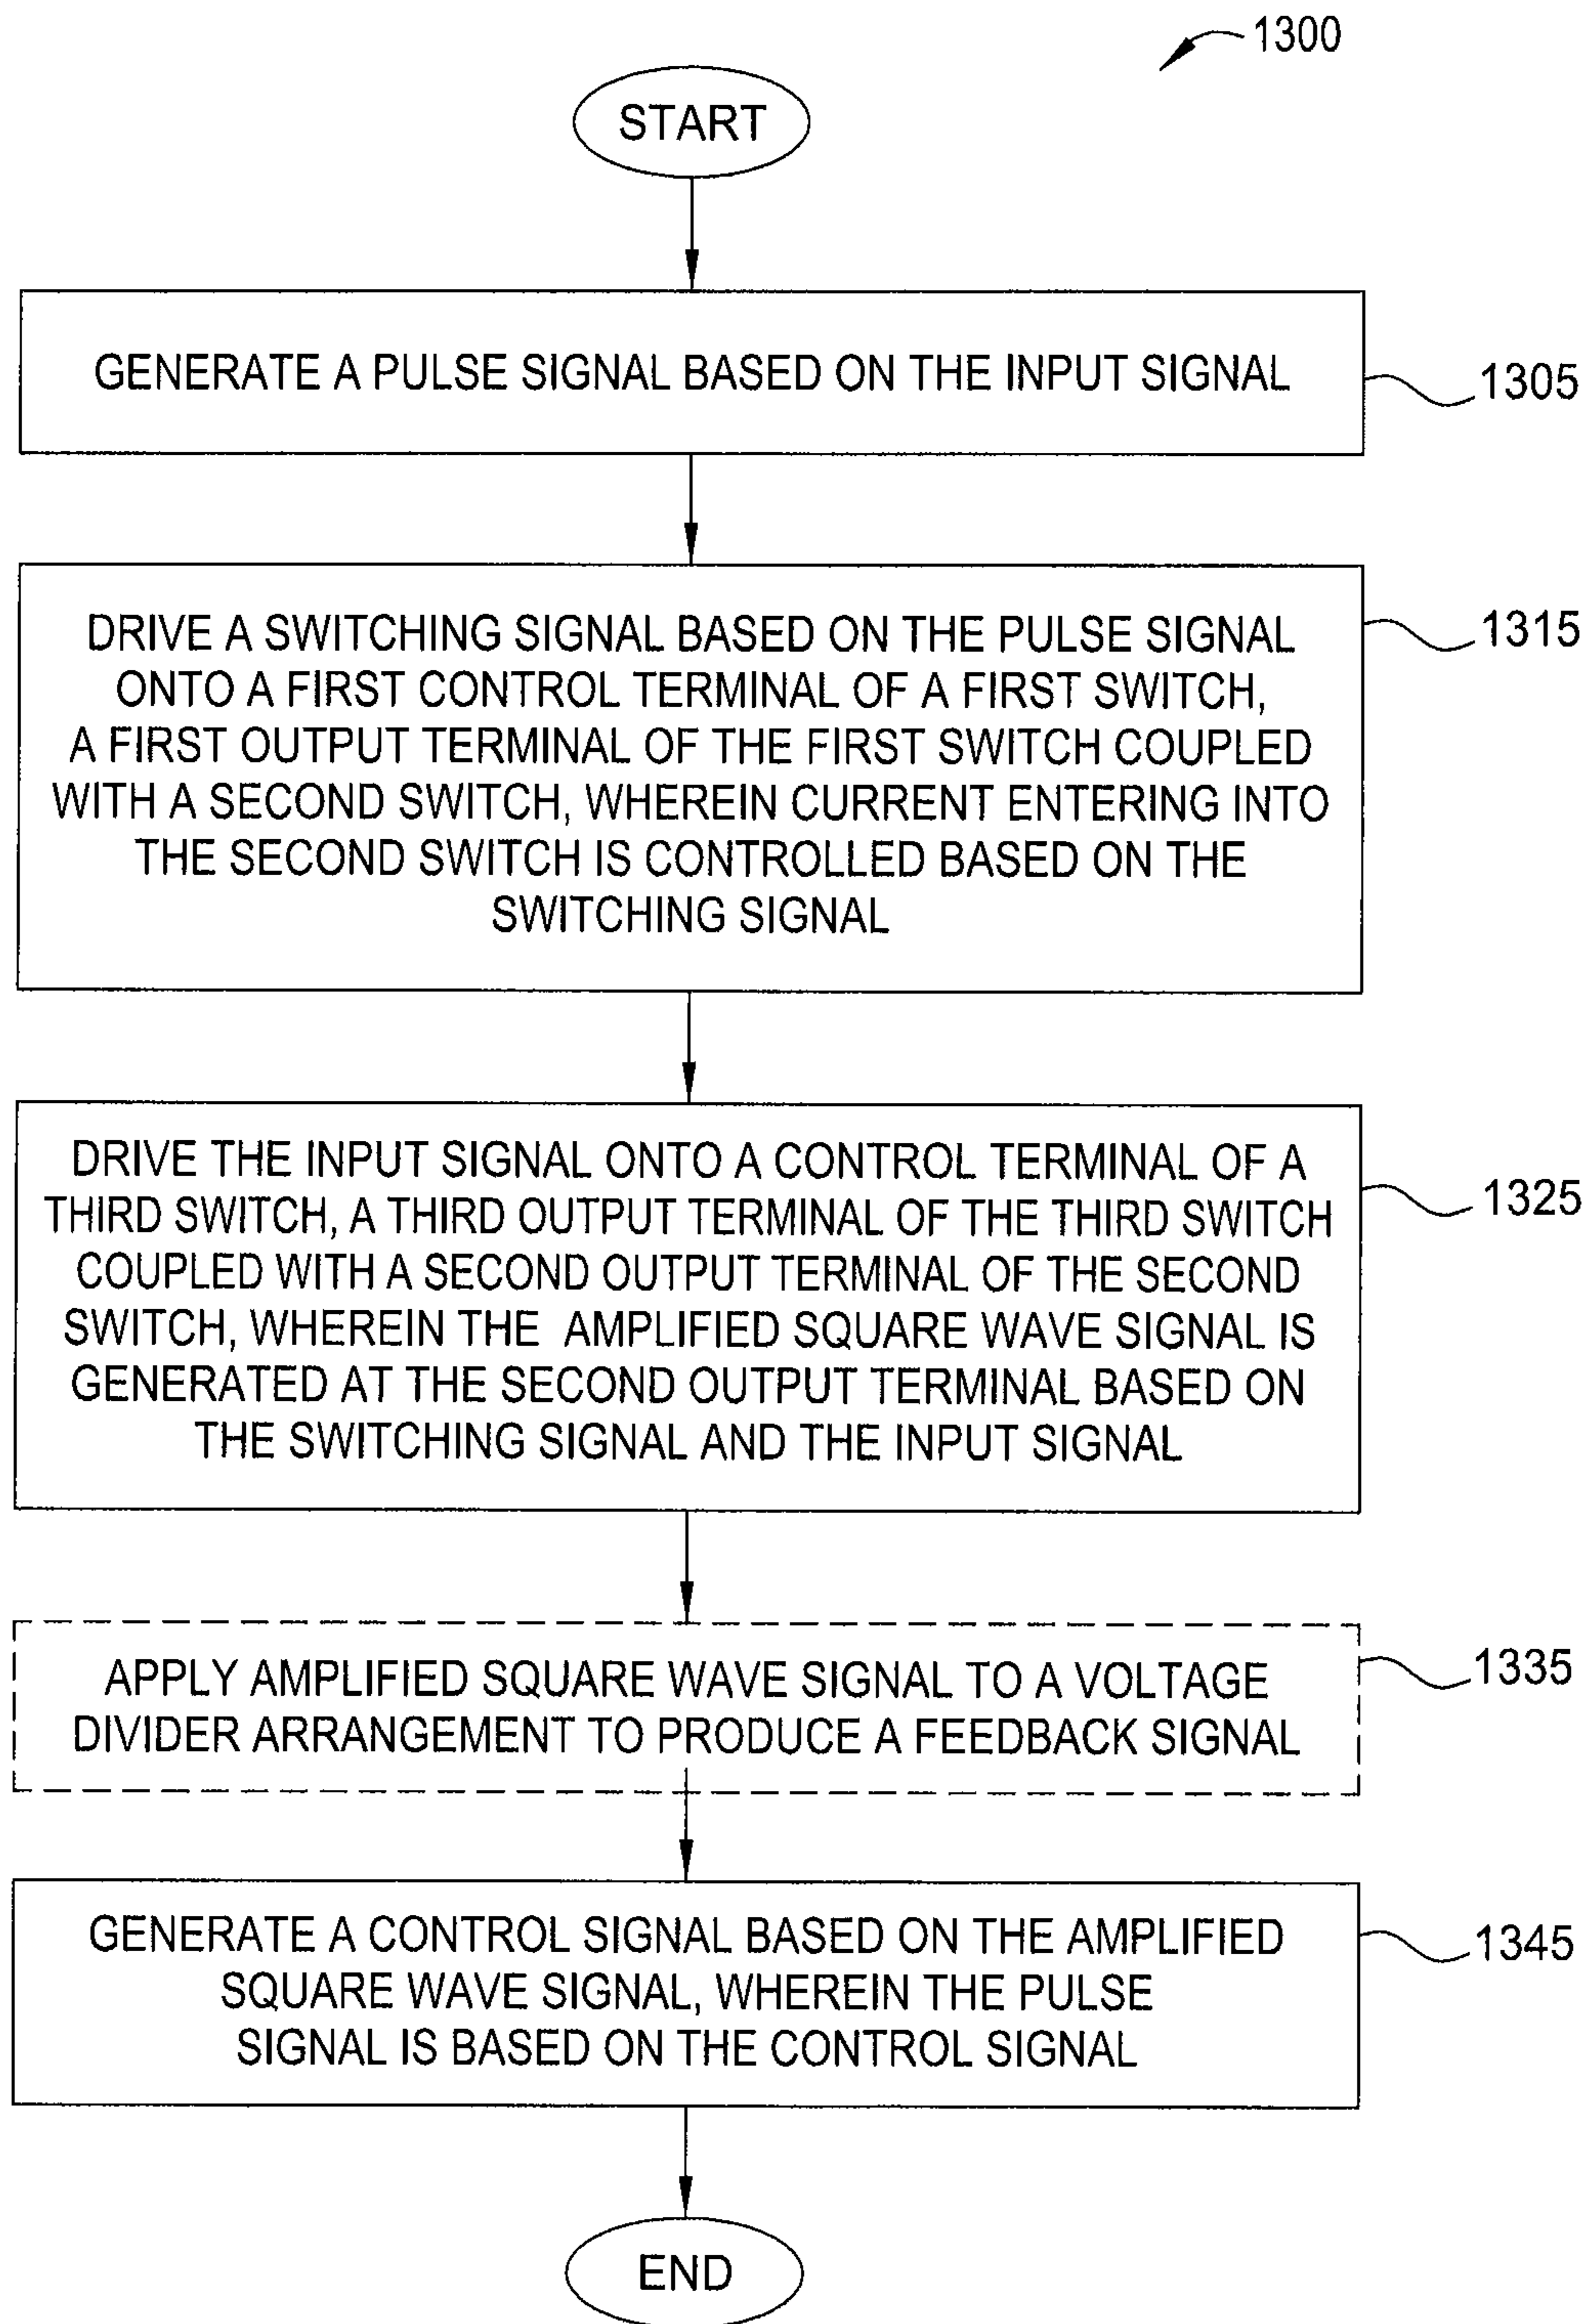 1300
START
GENERATE A PULSE SIGNAL BASED ON THE INPUT SIGNAL
1305
DRIVE A SWITCHING SIGNAL BASED ON THE PULSE SIGNAL
ONTO A FIRST CONTROL TERMINAL OF A FIRST SWITCH,
A FIRST OUTPUT TERMINAL OF THE FIRST SWITCH COUPLED
WITH A SECOND SWITCH, WHEREIN CURRENT ENTERING INTO
THE SECOND SWITCH IS CONTROLLED BASED ON THE
SWITCHING SIGNAL
1315
DRIVE THE INPUT SIGNAL ONTO A CONTROL TERMINAL OF A
THIRD SWITCH, A THIRD OUTPUT TERMINAL OF THE THIRD SWITCH
COUPLED WITH A SECOND OUTPUT TERMINAL OF THE SECOND
SWITCH, WHEREIN THE AMPLIFIED SQUARE WAVE SIGNAL IS
GENERATED AT THE SECOND OUTPUT TERMINAL BASED ON
THE SWITCHING SIGNAL AND THE INPUT SIGNAL
1325
APPLY AMPLIFIED SQUARE WAVE SIGNAL TO A VOLTAGE
DIVIDER ARRANGEMENT TO PRODUCE A FEEDBACK SIGNAL
1335
GENERATE A CONTROL SIGNAL BASED ON THE AMPLIFIED
SQUARE WAVE SIGNAL, WHEREIN THE PULSE
SIGNAL IS BASED ON THE CONTROL SIGNAL
1345
END